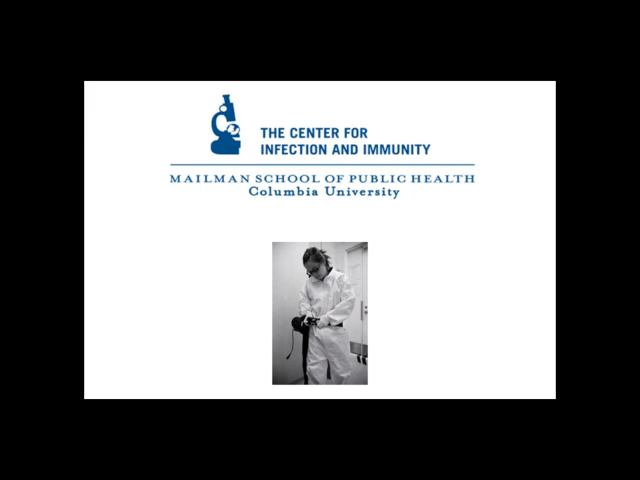 THE CENTER FOR
INFECTION AND IMMUNITY
MAILMAN SCHOOL OF PUBLIC HEALTH
Columbia University